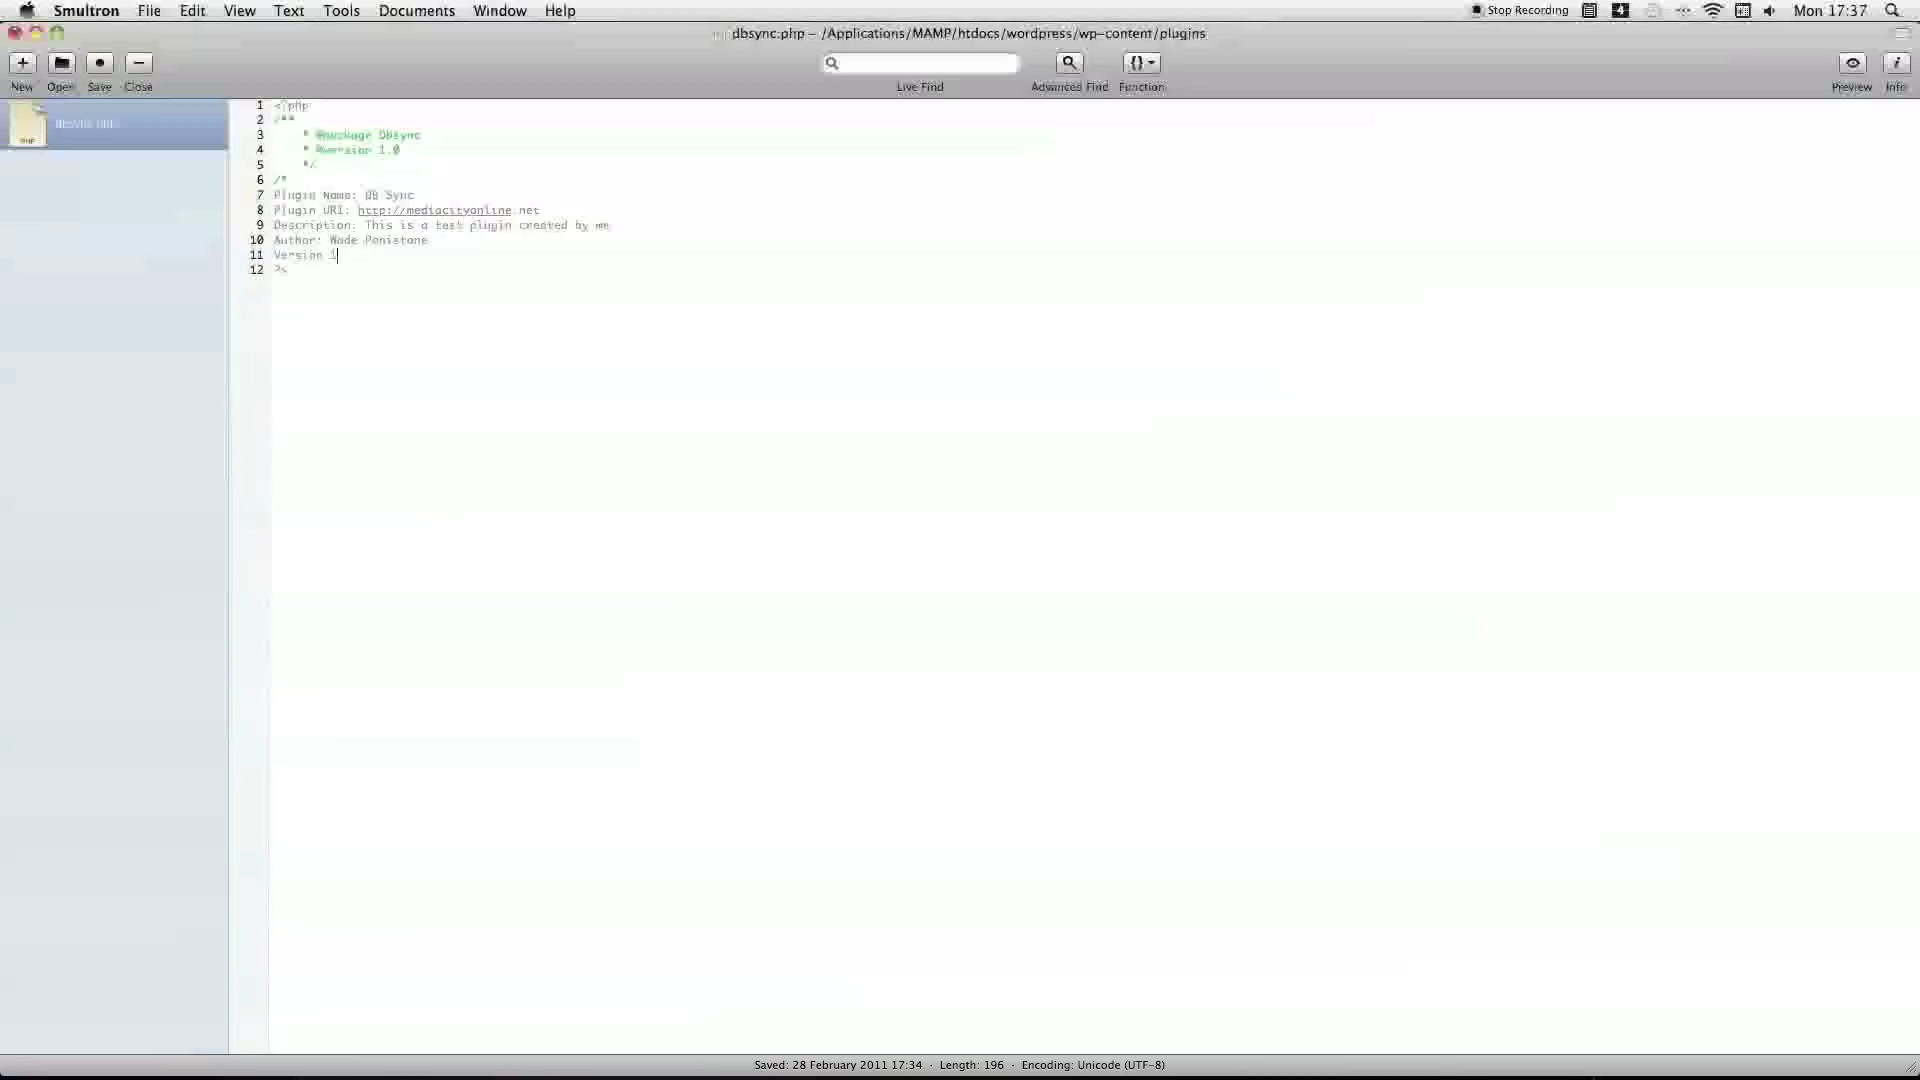 Smultron File Edit View Text Tools Documents Window Help Stop Recording 4 Mon 17:37
dbsync.php – /Applications/MAMP/htdocs/wordpress/wp-content/plugins
New Open Save Close Live Find Advanced Find Function Preview Info
dbsync.php
1 <?php
2 /**
3 * @package Dbsync
4 * @version 1.0
5 */
6 /*
7 Plugin Name: DB Sync
8 Plugin URI: http://mediacityonline.net
9 Description: This is a test plugin created by me
10 Author: Wade Penistone
11 Version 1
12 ?>
Saved: 28 February 2011 17:34 · Length: 196 · Encoding: Unicode (UTF-8)